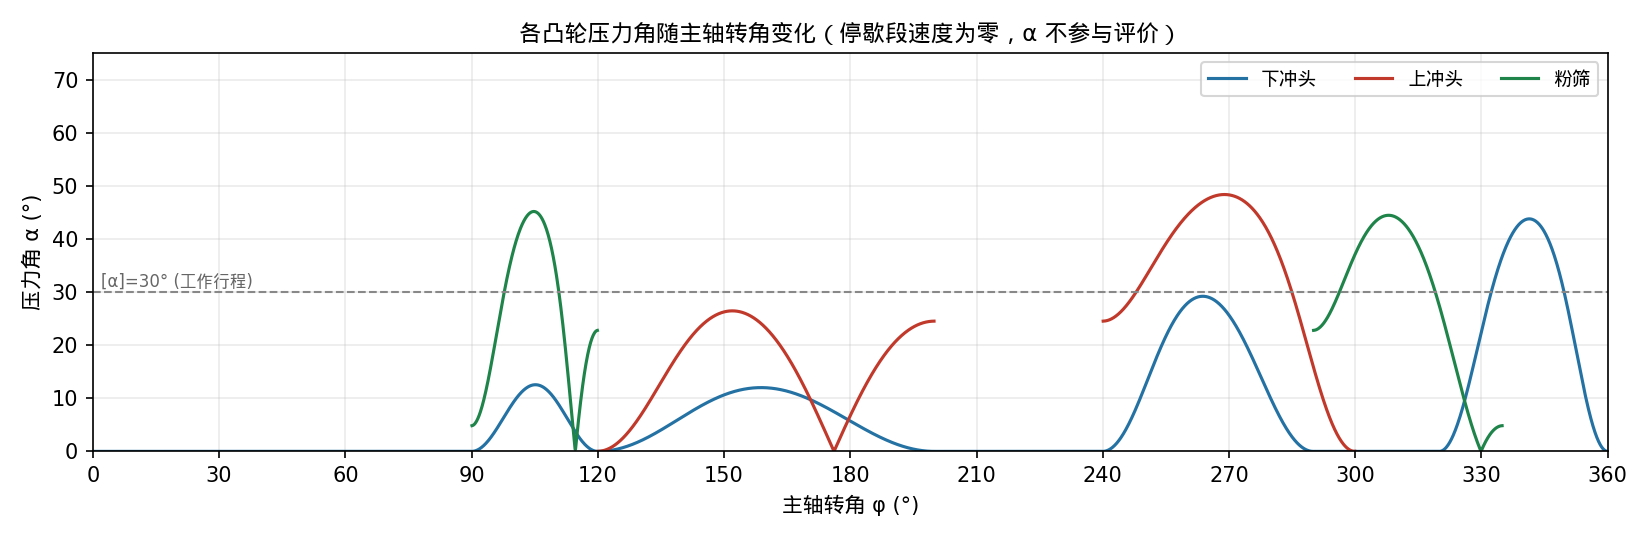 各凸轮压力角随主轴转角变化（停歇段速度为零，α 不参与评价）
下冲头 上冲头 粉筛
压力角 α (°)
70
60
50
40
30
20
10
0
[α]=30° (工作行程)
0 30 60 90 120 150 180 210 240 270 300 330 360
主轴转角 φ (°)